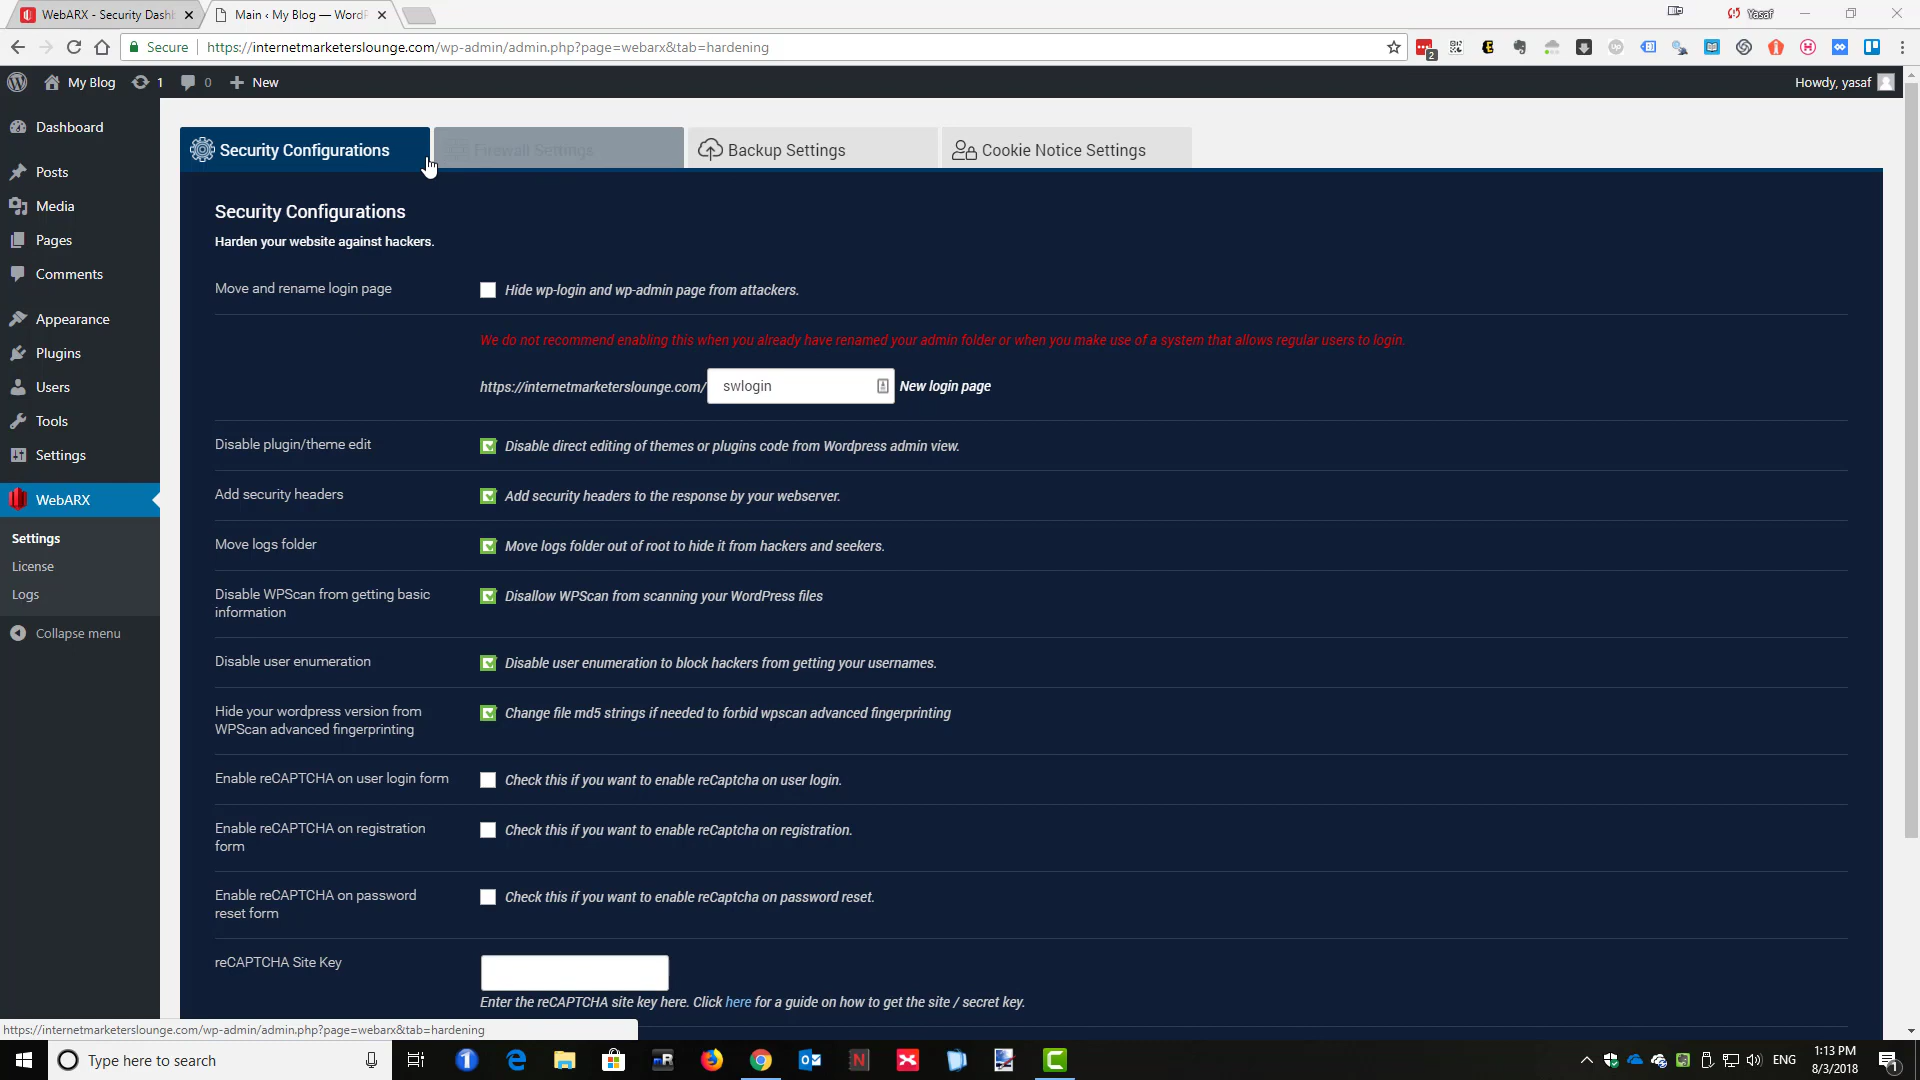 WebARX - Security Dash
Main ‹ My Blog — WordP
Yasaf
Secure
https://internetmarketerslounge.com/wp-admin/admin.php?page=webarx&tab=hardening
2
My Blog
1
0
New
Howdy, yasaf
Dashboard
Posts
Media
Pages
Comments
Appearance
Plugins
Users
Tools
Settings
WebARX
Settings
License
Logs
Collapse menu
Security Configurations
Firewall Settings
Backup Settings
Cookie Notice Settings
Security Configurations
Harden your website against hackers.
Move and rename login page
Hide wp-login and wp-admin page from attackers.
We do not recommend enabling this when you already have renamed your admin folder or when you make use of a system that allows regular users to login.
https://internetmarketerslounge.com/ swlogin New login page
Disable plugin/theme edit
Disable direct editing of themes or plugins code from Wordpress admin view.
Add security headers
Add security headers to the response by your webserver.
Move logs folder
Move logs folder out of root to hide it from hackers and seekers.
Disable WPScan from getting basic
information
Disallow WPScan from scanning your WordPress files
Disable user enumeration
Disable user enumeration to block hackers from getting your usernames.
Hide your wordpress version from
WPScan advanced fingerprinting
Change file md5 strings if needed to forbid wpscan advanced fingerprinting
Enable reCAPTCHA on user login form
Check this if you want to enable reCaptcha on user login.
Enable reCAPTCHA on registration
form
Check this if you want to enable reCaptcha on registration.
Enable reCAPTCHA on password
reset form
Check this if you want to enable reCaptcha on password reset.
reCAPTCHA Site Key
Enter the reCAPTCHA site key here. Click here for a guide on how to get the site / secret key.
https://internetmarketerslounge.com/wp-admin/admin.php?page=webarx&tab=hardening
Type here to search
ENG
1:13 PM
8/3/2018
1